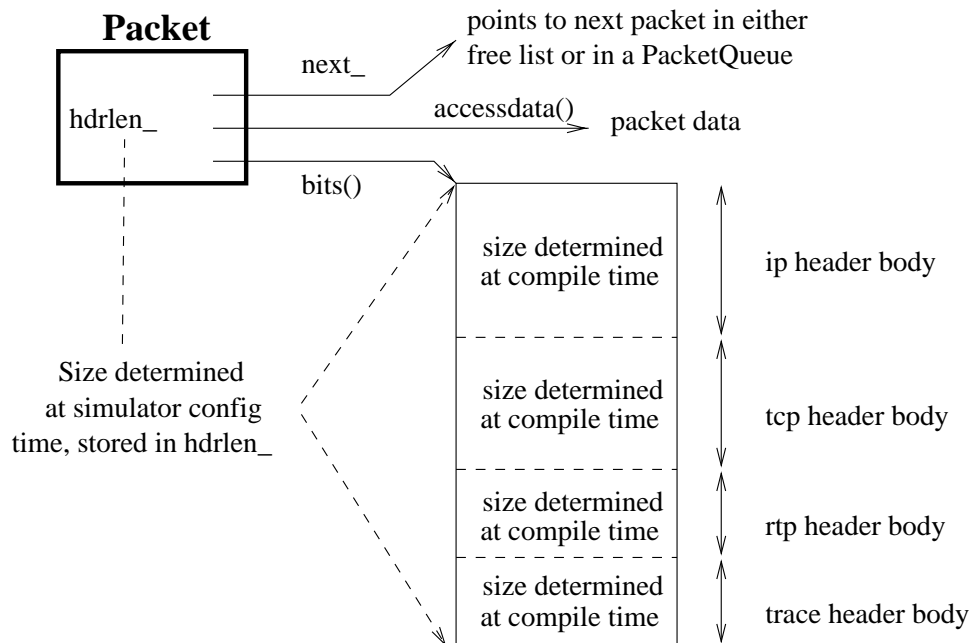 Packet
points to next packet in either
free list or in a PacketQueue
next_
accessdata()
hdrlen_
packet data
bits()
size determined
at compile time
ip header body
Size determined
at simulator config
time, stored in hdrlen_
size determined
at compile time
tcp header body
size determined
at compile time
rtp header body
size determined
at compile time
trace header body